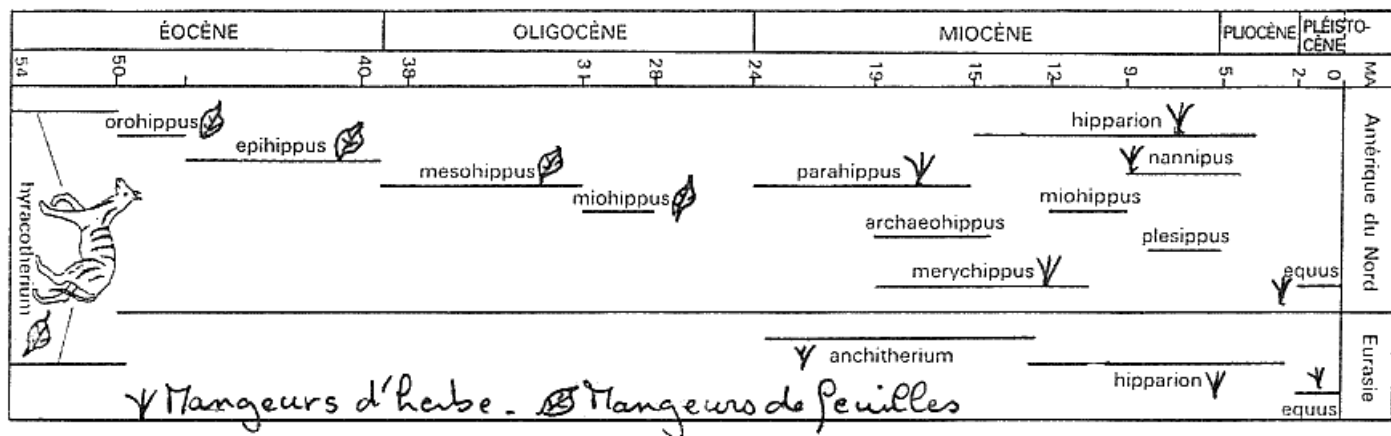 ÉOCÈNE OLIGOCÈNE MIOCÈNE PLIOCÈNE PLÉISTO-
CÈNE
54 50 40 38 31 28 24 19 15 12 9 5 2 0 MA
orohippus
epihippus
mesohippus
miohippus
hyracotherium
hipparion
nannipus
parahippus
miohippus
archaeohippus
plesippus
merychippus
equus
Amérique du Nord
anchitherium
hipparion
equus
Eurasie
Mangeurs d'herbe. Mangeurs de feuilles